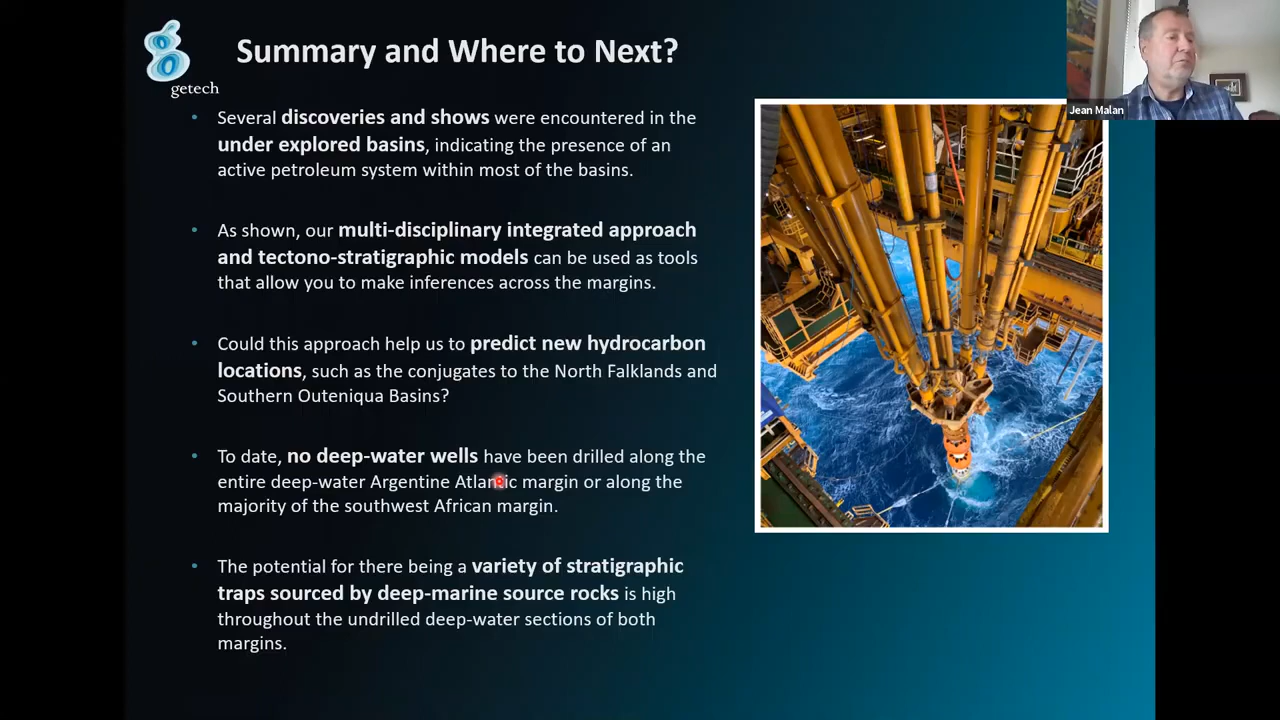 Summary and Where to Next?
getech
Jean Malan
Several discoveries and shows were encountered in the
under explored basins, indicating the presence of an
active petroleum system within most of the basins.
As shown, our multi-disciplinary integrated approach
and tectono-stratigraphic models can be used as tools
that allow you to make inferences across the margins.
Could this approach help us to predict new hydrocarbon
locations, such as the conjugates to the North Falklands and
Southern Outeniqua Basins?
To date, no deep-water wells have been drilled along the
entire deep-water Argentine Atlantic margin or along the
majority of the southwest African margin.
The potential for there being a variety of stratigraphic
traps sourced by deep-marine source rocks is high
throughout the undrilled deep-water sections of both
margins.